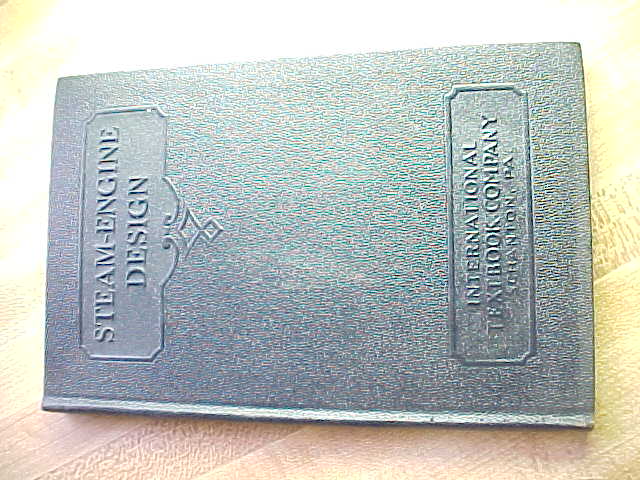 STEAM-ENGINE
DESIGN
INTERNATIONAL
TEXTBOOK COMPANY
SCRANTON, PA.